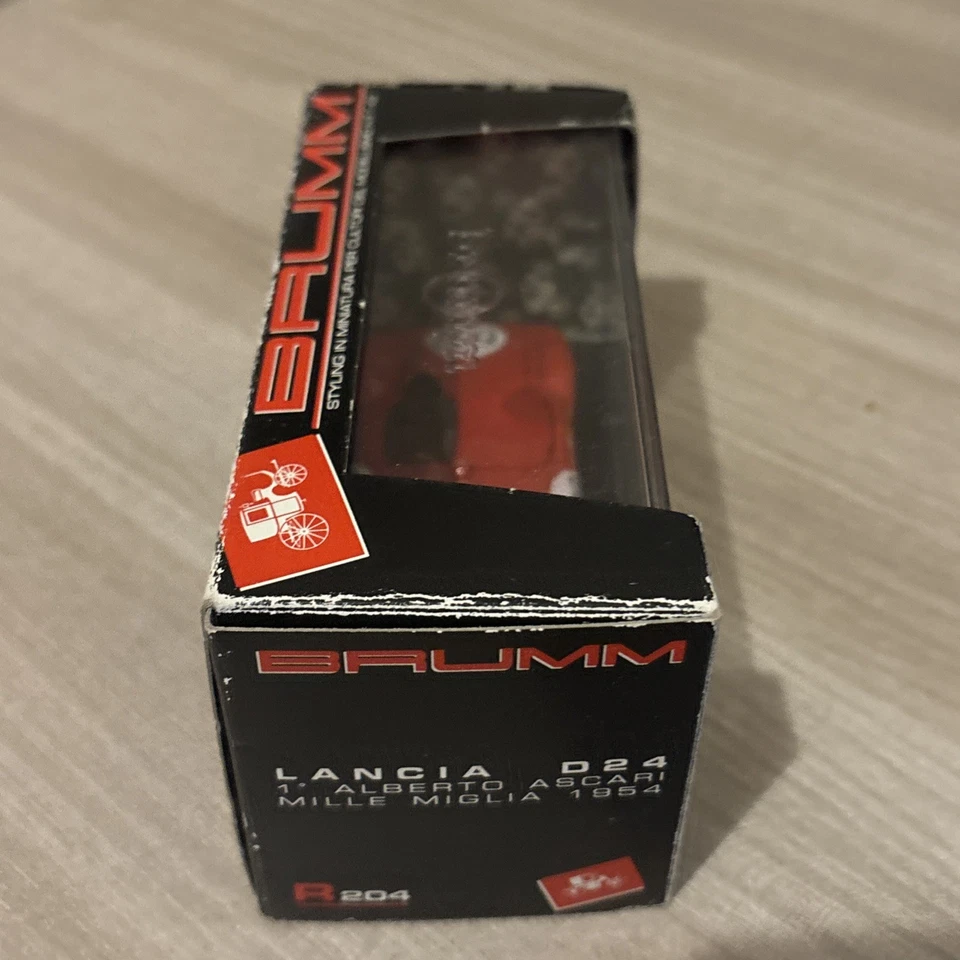 BRUMM
STYLING IN MINIATURA PER CULTORI DEL MODELLISMO
BRUMM
LANCIA D24
1° ALBERTO ASCARI
MILLE MIGLIA 1954
R 204